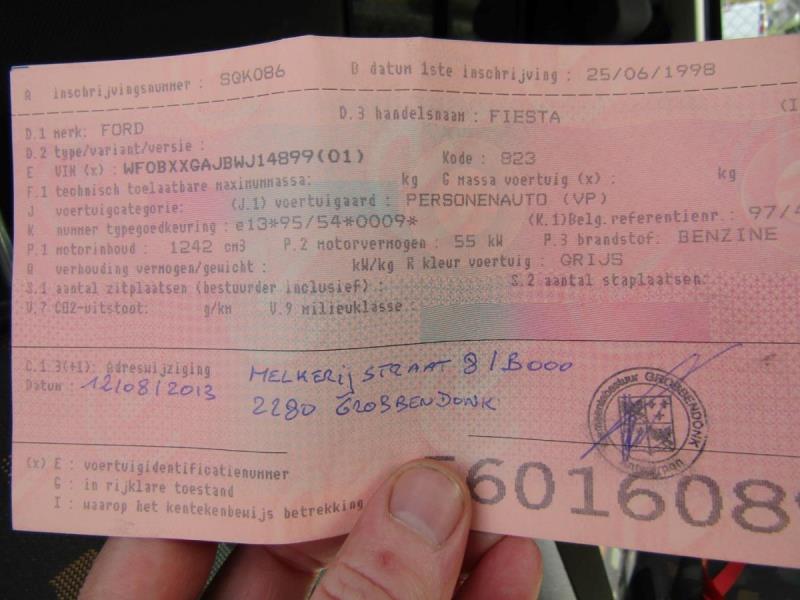 A inschrijvingsnummer : SQK086 B datum 1ste inschrijving : 25/06/1998
D.1 merk: FORD D.3 handelsnaam : FIESTA (I
D.2 type/variant/versie :
E VIN (x) : WF0BXXGAJBWJ14899(01) Kode : 823
F.1 technisch toelaatbare maximummassa: kg G massa voertuig (x) : kg
J voertuigcategorie: (J.1) voertuigaard : PERSONENAUTO (VP)
K nummer typegoedkeuring : e13*95/54*0009* (K.1)Belg.referentienr. : 97/4
P.1 motorinhoud : 1242 cm3 P.2 motorvermogen : 55 kW P.3 brandstof: BENZINE
Q verhouding vermogen/gewicht : kW/kg R kleur voertuig : GRIJS
S.1 aantal zitplaatsen (bestuurder inclusief) : S.2 aantal staplaatsen:
V.7 CO2-uitstoot: g/km V.9 milieuklasse:
C.1.3(+1): Adreswijziging MELKERIJSTRAAT 8/B000
Datum : 12/08/2013 2280 GROBBENDONK
Gemeentebestuur GROBBENDONK Antwerpen
(x) E : voertuigidentificatienummer
G : in rijklare toestand
I : waarop het kentekenbewijs betrekking
601608